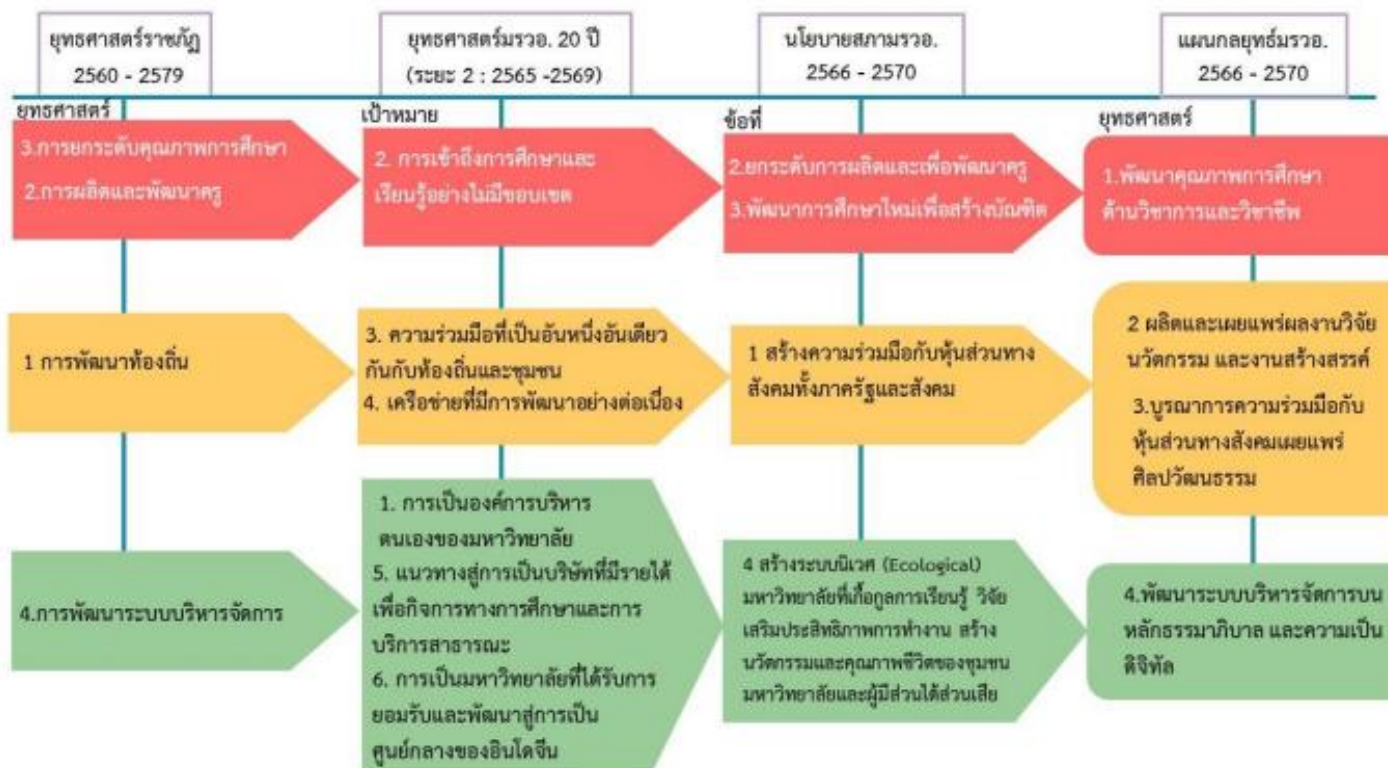 ยุทธศาสตร์ราชภัฏ
2560 - 2579
ยุทธศาสตร์มรวอ. 20 ปี
(ระยะ 2 : 2565 -2569)
นโยบายสภามรวอ.
2566 - 2570
แผนกลยุทธ์มรวอ.
2566 - 2570
ยุทธศาสตร์
เป้าหมาย
ข้อที่
ยุทธศาสตร์
3.การยกระดับคุณภาพการศึกษา
2.การผลิตและพัฒนาครู
2. การเข้าถึงการศึกษาและ
เรียนรู้อย่างไม่มีขอบเขต
2.ยกระดับการผลิตและเพื่อพัฒนาครู
3.พัฒนาการศึกษาใหม่เพื่อสร้างบัณฑิต
1.พัฒนาคุณภาพการศึกษา
ด้านวิชาการและวิชาชีพ
1 การพัฒนาท้องถิ่น
3. ความร่วมมือที่เป็นอันหนึ่งอันเดียว
กันกับท้องถิ่นและชุมชน
4. เครือข่ายที่มีการพัฒนาอย่างต่อเนื่อง
1 สร้างความร่วมมือกับหุ้นส่วนทาง
สังคมทั้งภาครัฐและสังคม
2 ผลิตและเผยแพร่ผลงานวิจัย
นวัตกรรม และงานสร้างสรรค์
3.บูรณาการความร่วมมือกับ
หุ้นส่วนทางสังคมเผยแพร่
ศิลปวัฒนธรรม
4.การพัฒนาระบบบริหารจัดการ
1. การเป็นองค์การบริหาร
ตนเองของมหาวิทยาลัย
5. แนวทางสู่การเป็นบริษัทที่มีรายได้
เพื่อกิจการทางการศึกษาและการ
บริการสาธารณะ
6. การเป็นมหาวิทยาลัยที่ได้รับการ
ยอมรับและพัฒนาสู่การเป็น
ศูนย์กลางของอินโดจีน
4 สร้างระบบนิเวศ (Ecological)
มหาวิทยาลัยที่เกื้อกูลการเรียนรู้ วิจัย
เสริมประสิทธิภาพการทำงาน สร้าง
นวัตกรรมและคุณภาพชีวิตของชุมชน
มหาวิทยาลัยและผู้มีส่วนได้ส่วนเสีย
4.พัฒนาระบบบริหารจัดการบน
หลักธรรมาภิบาล และความเป็น
ดิจิทัล